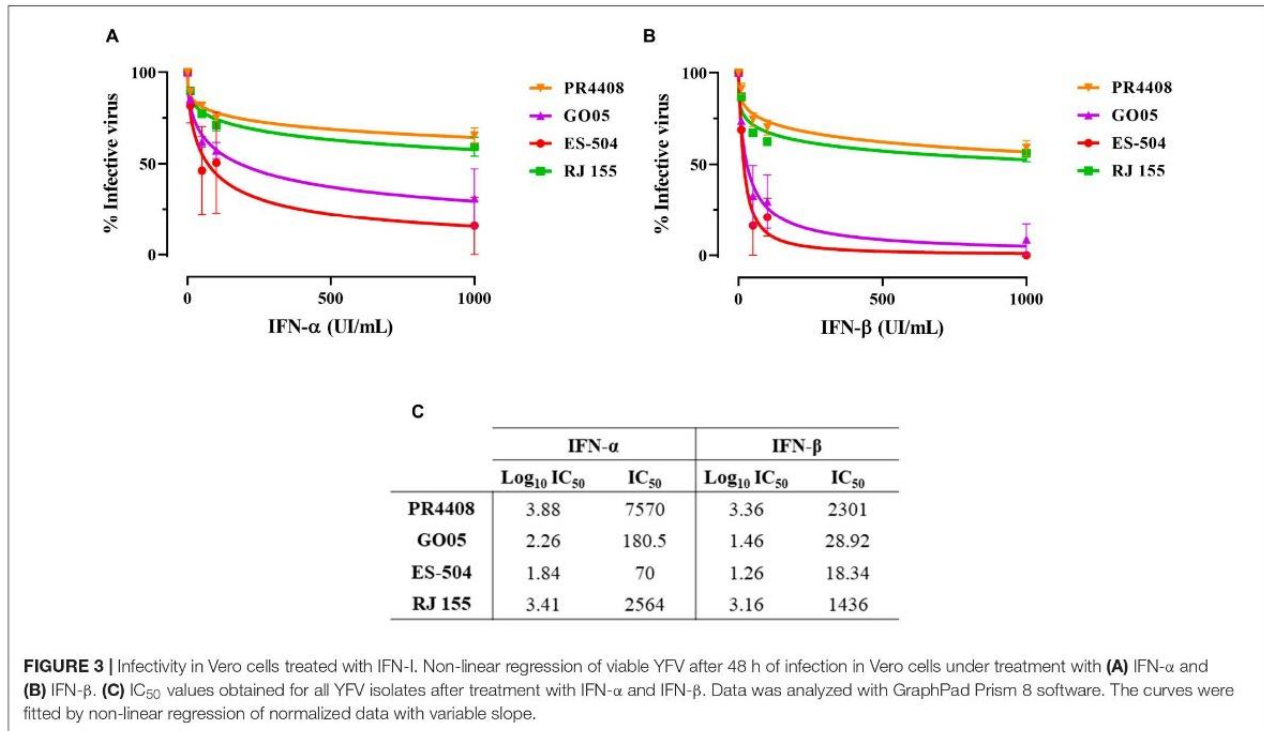 A
100
50
0
% Infective virus
0 500 1000
IFN-α (UI/mL)
PR4408
GO05
ES-504
RJ 155
B
100
50
0
% Infective virus
0 500 1000
IFN-β (UI/mL)
PR4408
GO05
ES-504
RJ 155
C
IFN-α IFN-β
Log₁₀ IC₅₀ IC₅₀ Log₁₀ IC₅₀ IC₅₀
PR4408 3.88 7570 3.36 2301
GO05 2.26 180.5 1.46 28.92
ES-504 1.84 70 1.26 18.34
RJ 155 3.41 2564 3.16 1436
FIGURE 3 | Infectivity in Vero cells treated with IFN-I. Non-linear regression of viable YFV after 48 h of infection in Vero cells under treatment with (A) IFN-α and
(B) IFN-β. (C) IC₅₀ values obtained for all YFV isolates after treatment with IFN-α and IFN-β. Data was analyzed with GraphPad Prism 8 software. The curves were
fitted by non-linear regression of normalized data with variable slope.